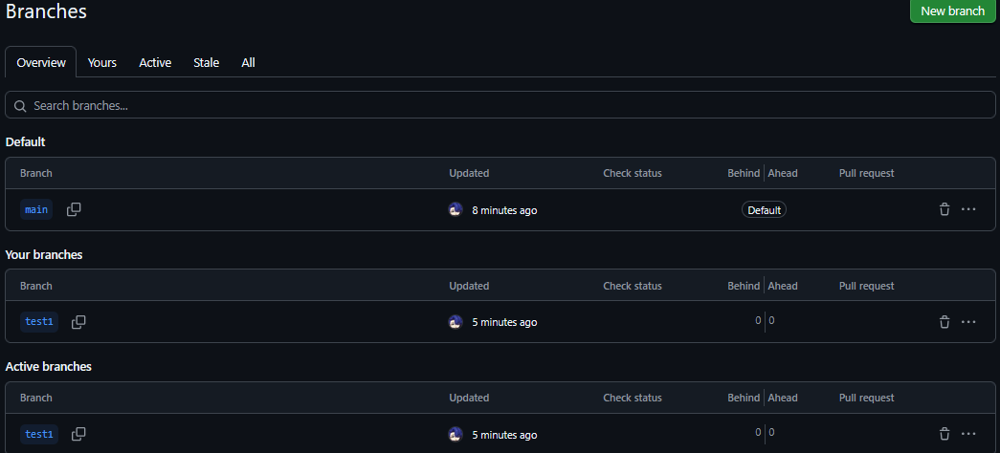 Branches
New branch
Overview Yours Active Stale All
Search branches...
Default
Branch Updated Check status Behind Ahead Pull request
main 8 minutes ago Default
Your branches
Branch Updated Check status Behind Ahead Pull request
test1 5 minutes ago 0 0
Active branches
Branch Updated Check status Behind Ahead Pull request
test1 5 minutes ago 0 0